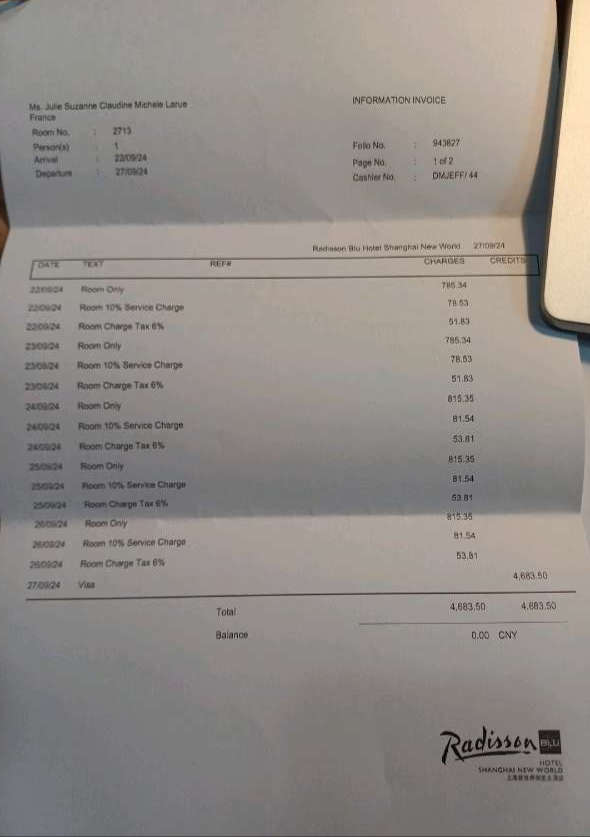 Ms. Julie Suzanne Claudine Michele Larue
France
Room No. : 2713
Person(s) : 1
Arrival : 22/09/24
Departure : 27/09/24
INFORMATION INVOICE
Folio No. : 943827
Page No. : 1 of 2
Cashier No. : DMJEFF/ 44
Radisson Blu Hotel Shanghai New World 27/09/24
DATE TEXT REF# CHARGES CREDITS
22/09/24 Room Only 785.34
22/09/24 Room 10% Service Charge 78.53
22/09/24 Room Charge Tax 6% 51.83
23/09/24 Room Only 785.34
23/09/24 Room 10% Service Charge 78.53
23/09/24 Room Charge Tax 6% 51.83
24/09/24 Room Only 815.35
24/09/24 Room 10% Service Charge 81.54
24/09/24 Room Charge Tax 6% 53.81
25/09/24 Room Only 815.35
25/09/24 Room 10% Service Charge 81.54
25/09/24 Room Charge Tax 6% 53.81
26/09/24 Room Only 815.35
26/09/24 Room 10% Service Charge 81.54
26/09/24 Room Charge Tax 6% 53.81
27/09/24 Visa 4,683.50
Total 4,683.50 4,683.50
Balance 0.00 CNY
Radisson BLU
HOTEL
SHANGHAI NEW WORLD